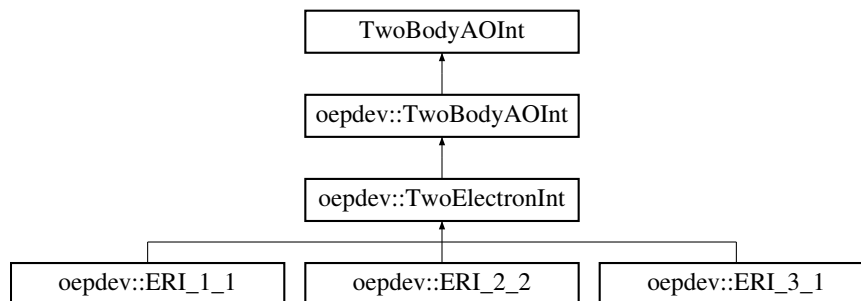 TwoBodyAOInt
oepdev::TwoBodyAOInt
oepdev::TwoElectronInt
oepdev::ERI_1_1
oepdev::ERI_2_2
oepdev::ERI_3_1